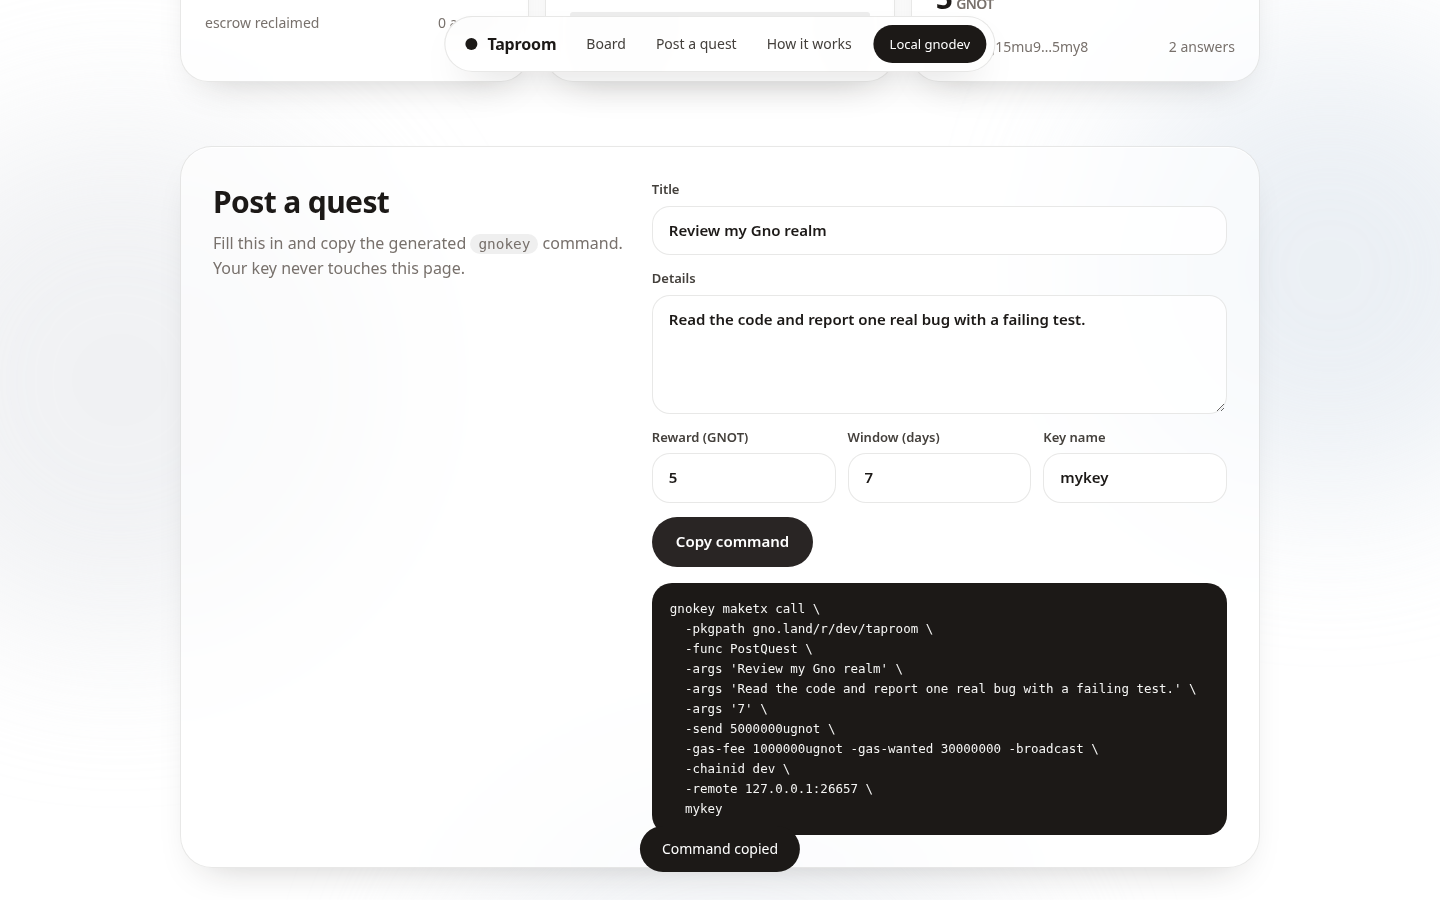 escrow reclaimed
GNOT
2 answers
Taproom
Board
Post a quest
How it works
Local gnodev
Post a quest
Fill this in and copy the generated gnokey command.
Your key never touches this page.
Title
Review my Gno realm
Details
Read the code and report one real bug with a failing test.
Reward (GNOT)
Window (days)
Key name
5
7
mykey
Copy command
gnokey maketx call \
-pkgpath gno.land/r/dev/taproom \
-func PostQuest \
-args 'Review my Gno realm' \
-args 'Read the code and report one real bug with a failing test.' \
-args '7' \
-send 5000000ugnot \
-gas-fee 1000000ugnot -gas-wanted 30000000 -broadcast \
-chainid dev \
-remote 127.0.0.1:26657 \
mykey
Command copied